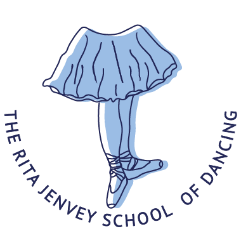 THE RITA JENVEY SCHOOL OF DANCING